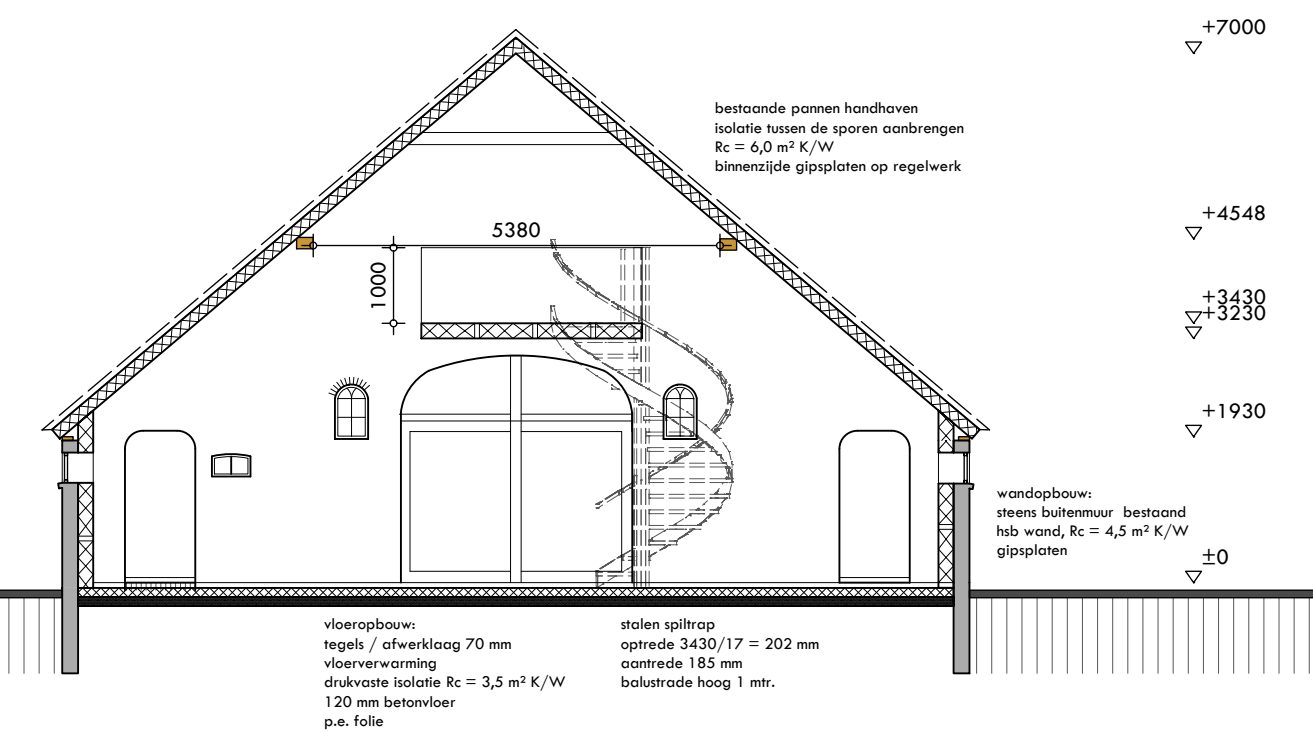 +7000
bestaande pannen handhaven
isolatie tussen de sporen aanbrengen
Rc = 6,0 m² K/W
binnenzijde gipsplaten op regelwerk
+4548
5380
1000
+3430
+3230
+1930
wandopbouw:
steens buitenmuur bestaand
hsb wand, Rc = 4,5 m² K/W
gipsplaten
±0
vloeropbouw:
tegels / afwerklaag 70 mm
vloerverwarming
drukvaste isolatie Rc = 3,5 m² K/W
120 mm betonvloer
p.e. folie
stalen spiltrap
optrede 3430/17 = 202 mm
aantrede 185 mm
balustrade hoog 1 mtr.